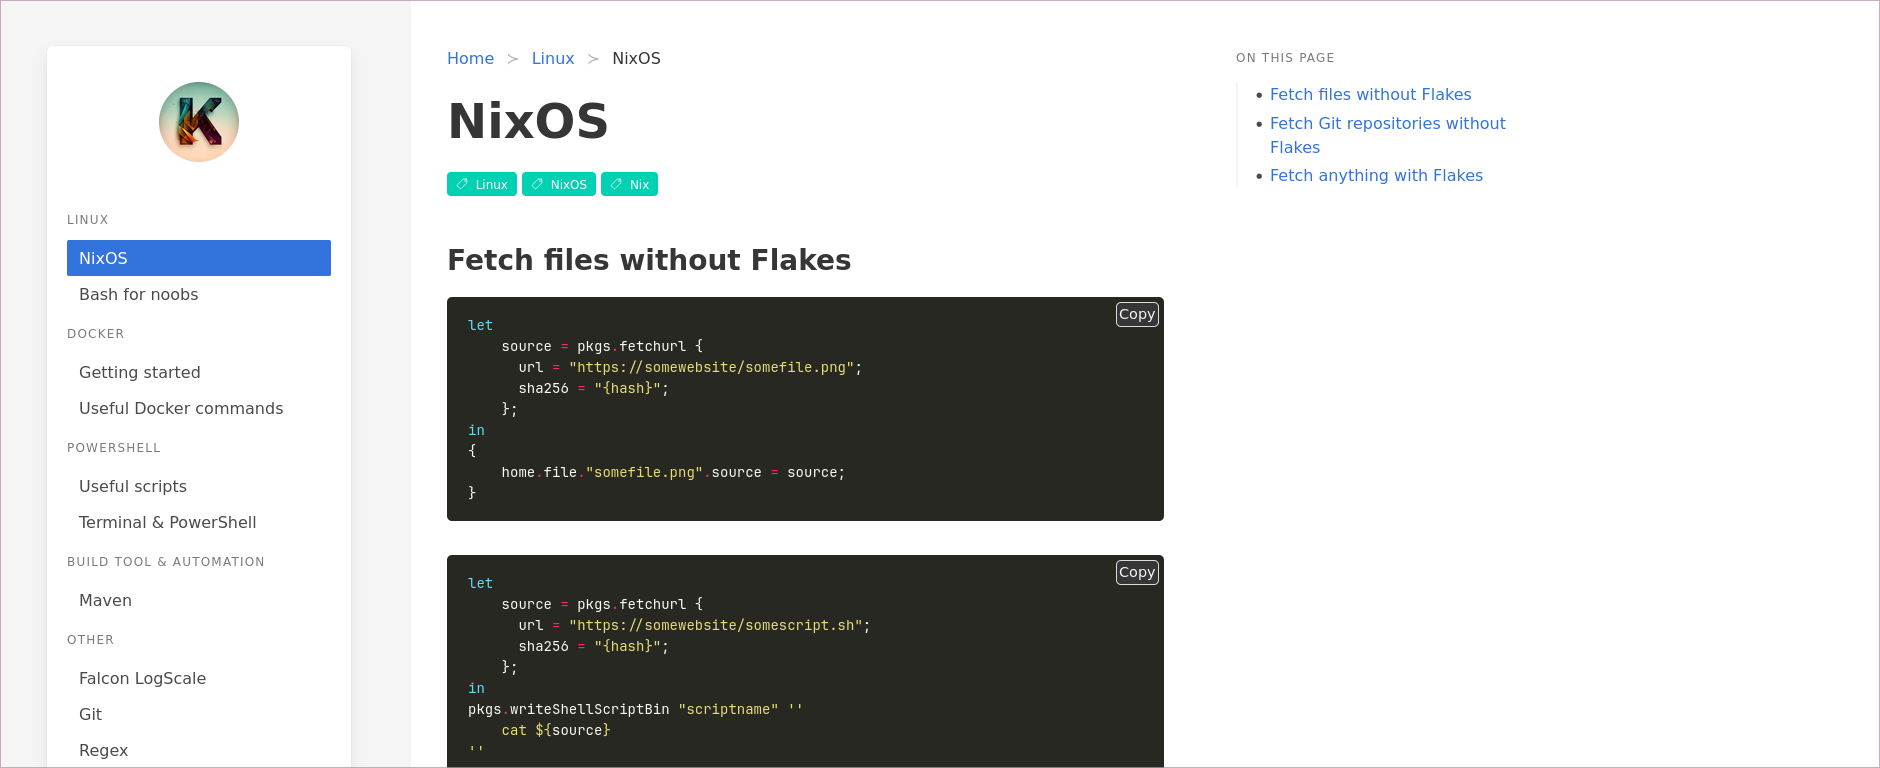 K
LINUX
NixOS
Bash for noobs
DOCKER
Getting started
Useful Docker commands
POWERSHELL
Useful scripts
Terminal & PowerShell
BUILD TOOL & AUTOMATION
Maven
OTHER
Falcon LogScale
Git
Regex
Home > Linux > NixOS
NixOS
Linux NixOS Nix
Fetch files without Flakes
Copy
let
    source = pkgs.fetchurl {
      url = "https://somewebsite/somefile.png";
      sha256 = "{hash}";
    };
in
{
    home.file."somefile.png".source = source;
}
Copy
let
    source = pkgs.fetchurl {
      url = "https://somewebsite/somescript.sh";
      sha256 = "{hash}";
    };
in
pkgs.writeShellScriptBin "scriptname" ''
    cat ${source}
''
ON THIS PAGE
• Fetch files without Flakes
• Fetch Git repositories without
Flakes
• Fetch anything with Flakes